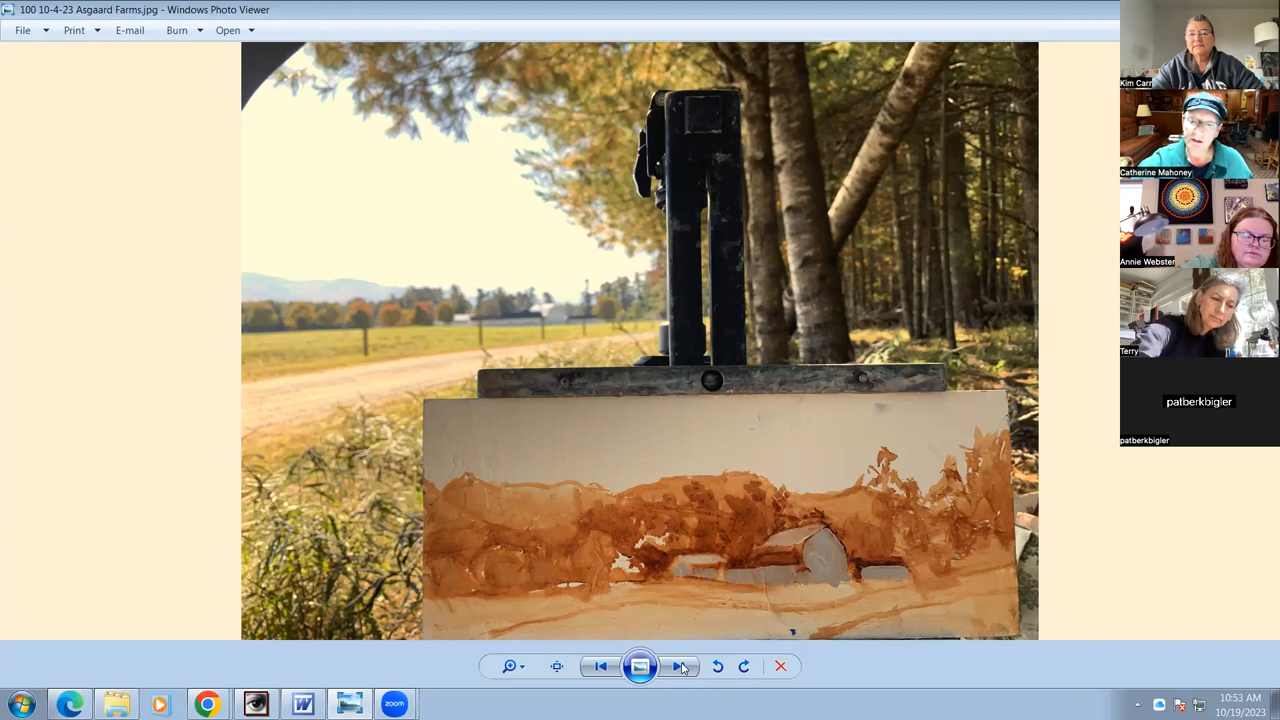 100 10-4-23 Asgaard Farms.jpg - Windows Photo Viewer
File Print E-mail Burn Open
Kim Carr
Catherine Mahoney
Annie Webster
Terry
patberkbigler
patberkbigler
W
zoom
10:53 AM
10/19/2023